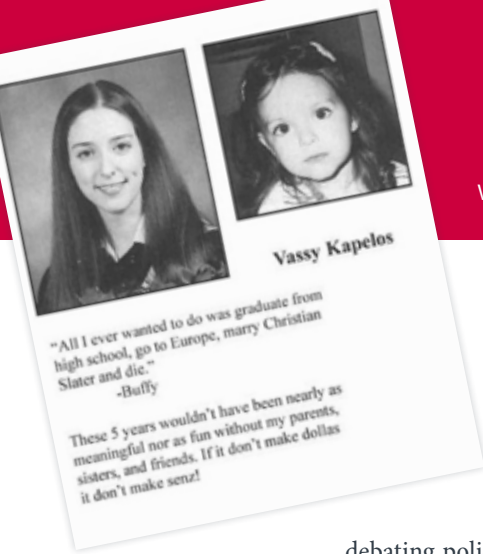 Vassy Kapelos
"All I ever wanted to do was graduate from
high school, go to Europe, marry Christian
Slater and die."
-Buffy
These 5 years wouldn't have been nearly as
meaningful nor as fun without my parents,
sisters, and friends. If it don't make dollas
it don't make senz!
debating